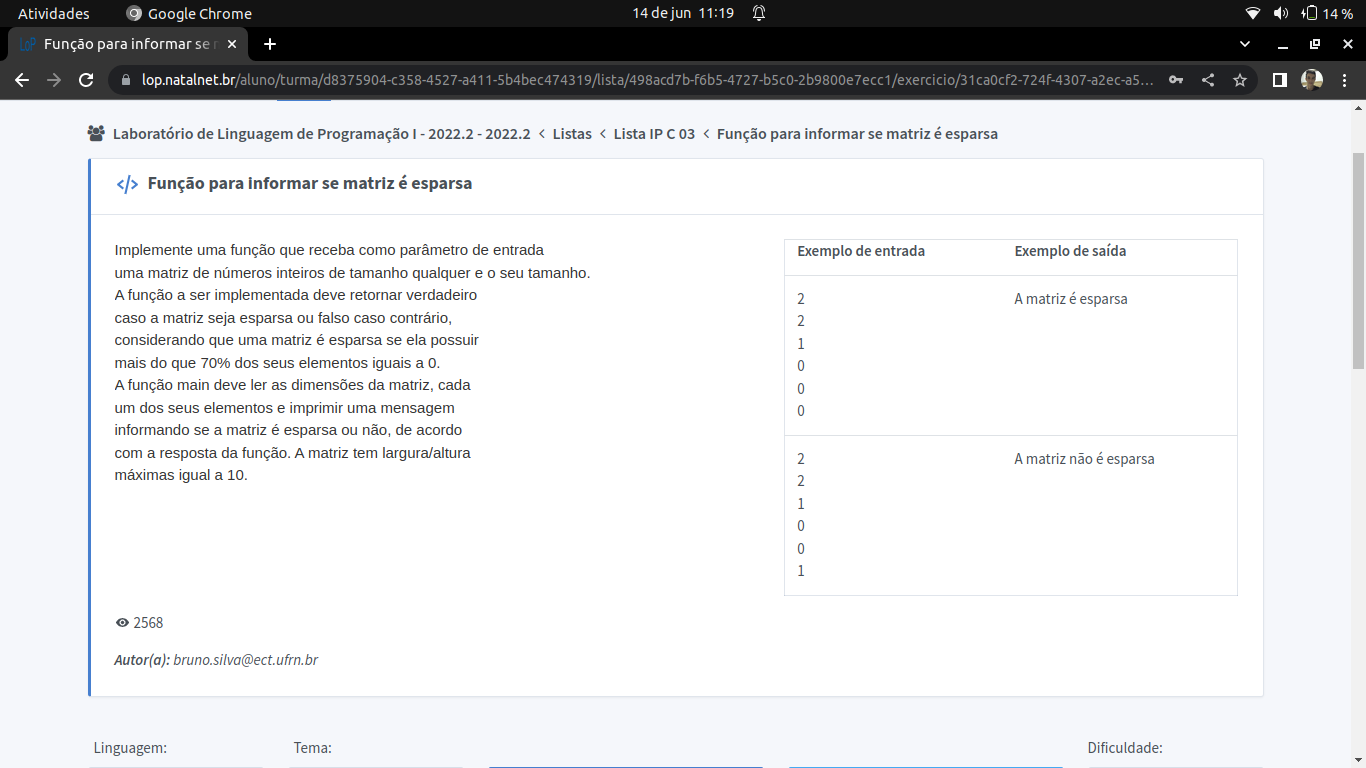 Atividades
Google Chrome
14 de jun 11:19
14 %
Função para informar se r
lop.natalnet.br/aluno/turma/d8375904-c358-4527-a411-5b4bec474319/lista/498acd7b-f6b5-4727-b5c0-2b9800e7ecc1/exercicio/31ca0cf2-724f-4307-a2ec-a5...
Laboratório de Linguagem de Programação I - 2022.2 - 2022.2 < Listas < Lista IP C 03 < Função para informar se matriz é esparsa
</> Função para informar se matriz é esparsa
Implemente uma função que receba como parâmetro de entrada
uma matriz de números inteiros de tamanho qualquer e o seu tamanho.
A função a ser implementada deve retornar verdadeiro
caso a matriz seja esparsa ou falso caso contrário,
considerando que uma matriz é esparsa se ela possuir
mais do que 70% dos seus elementos iguais a 0.
A função main deve ler as dimensões da matriz, cada
um dos seus elementos e imprimir uma mensagem
informando se a matriz é esparsa ou não, de acordo
com a resposta da função. A matriz tem largura/altura
máximas igual a 10.
Exemplo de entrada
Exemplo de saída
2
2
1
0
0
0
A matriz é esparsa
2
2
1
0
0
1
A matriz não é esparsa
2568
Autor(a): bruno.silva@ect.ufrn.br
Linguagem:
Tema:
Dificuldade: